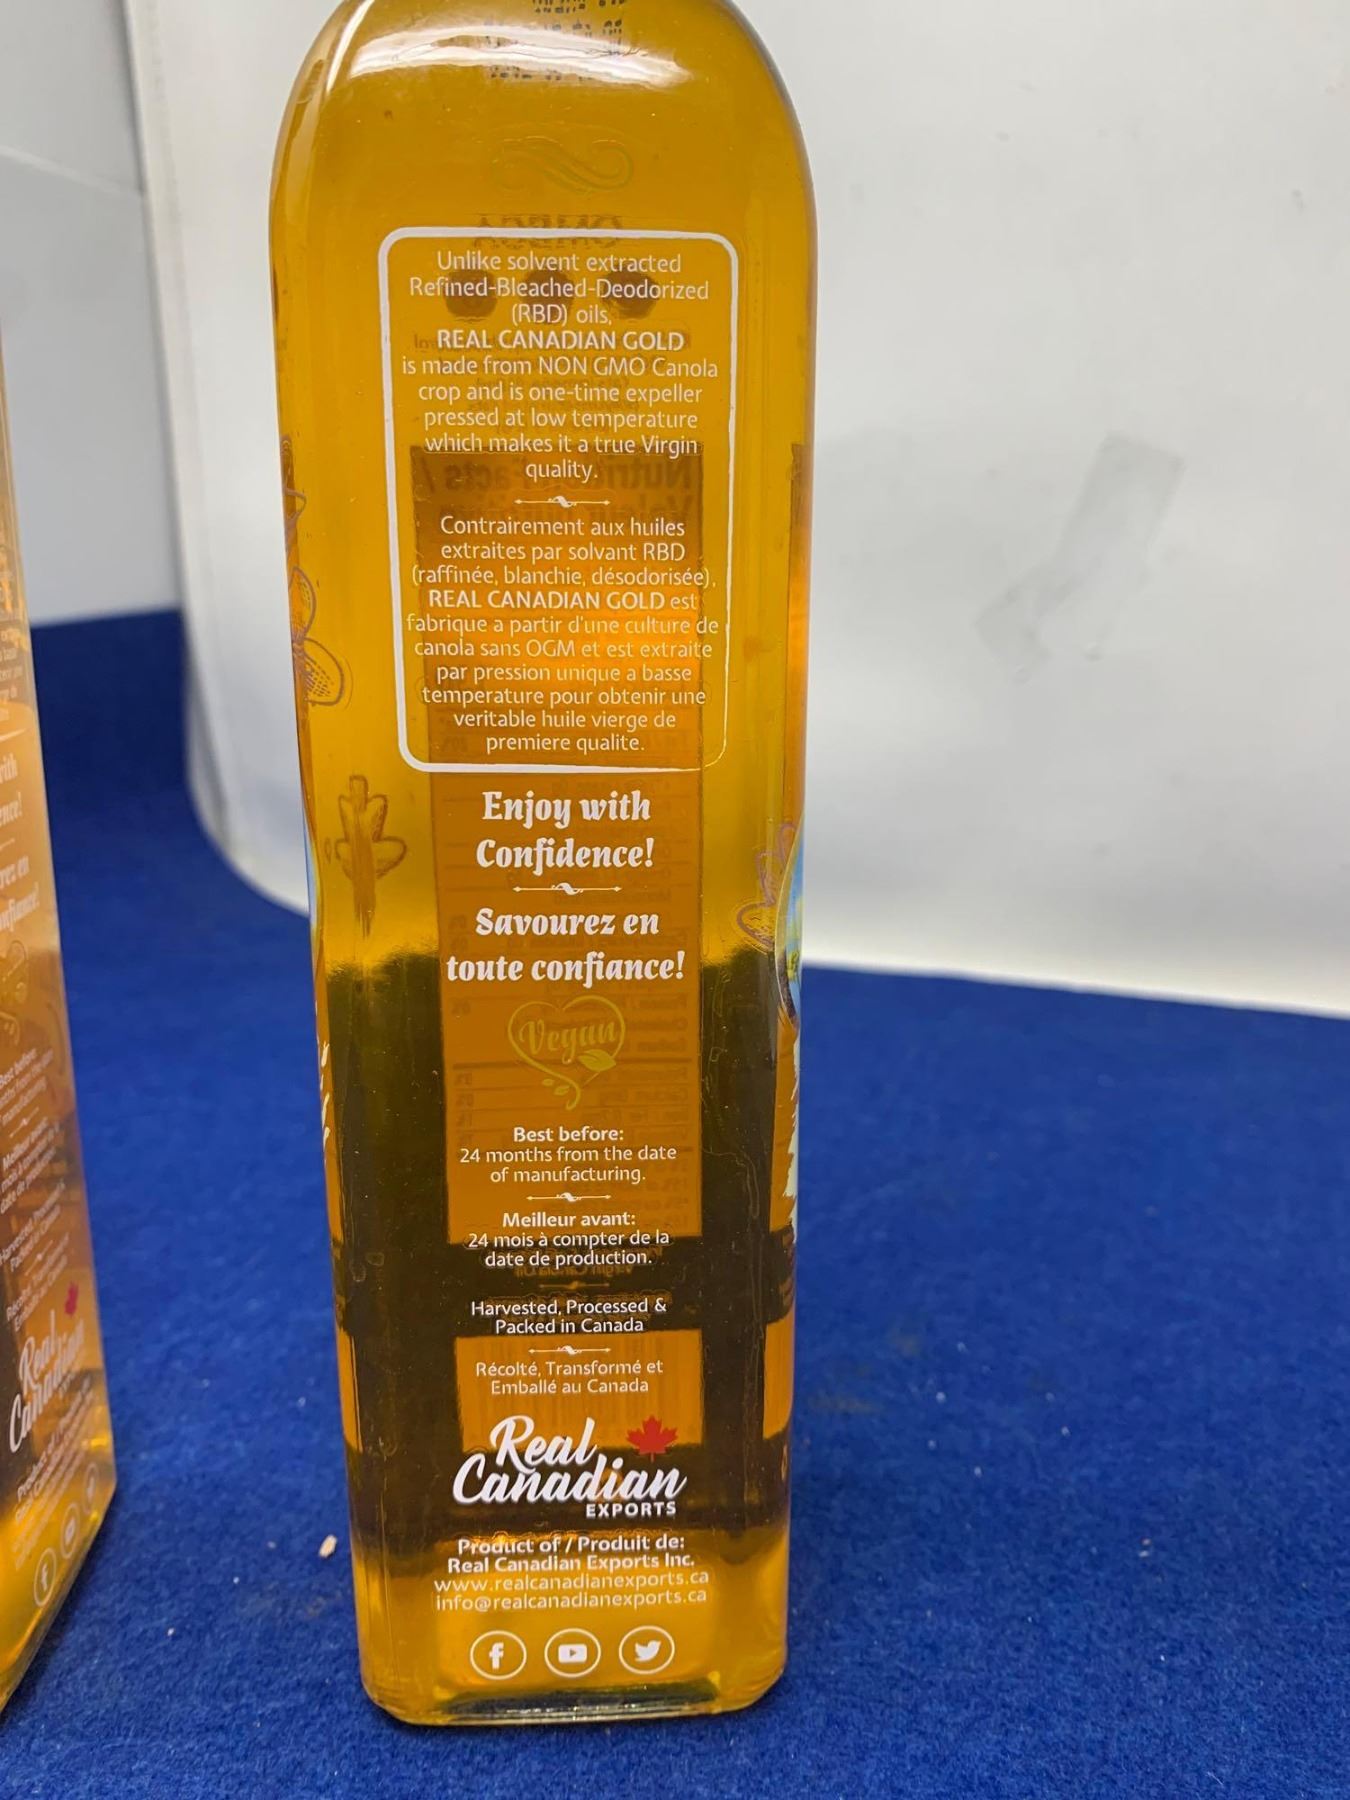 Unlike solvent extracted
Refined-Bleached-Deodorized
(RBD) oils,
REAL CANADIAN GOLD
is made from NON GMO Canola
crop and is one-time expeller
pressed at low temperature
which makes it a true Virgin
quality.
Contrairement aux huiles
extraites par solvant RBD
(raffinée, blanchie, désodorisée),
REAL CANADIAN GOLD est
fabrique a partir d'une culture de
canola sans OGM et est extraite
par pression unique a basse
temperature pour obtenir une
veritable huile vierge de
premiere qualite.
Enjoy with
Confidence!
Savourez en
toute confiance!
Vegan
Best before:
24 months from the date
of manufacturing.
Meilleur avant:
24 mois à compter de la
date de production.
Harvested, Processed &
Packed in Canada
Récolté, Transformé et
Emballé au Canada
Real
Canadian
EXPORTS
Product of / Produit de:
Real Canadian Exports Inc.
www.realcanadianexports.ca
info@realcanadianexports.ca
Real
Canadian